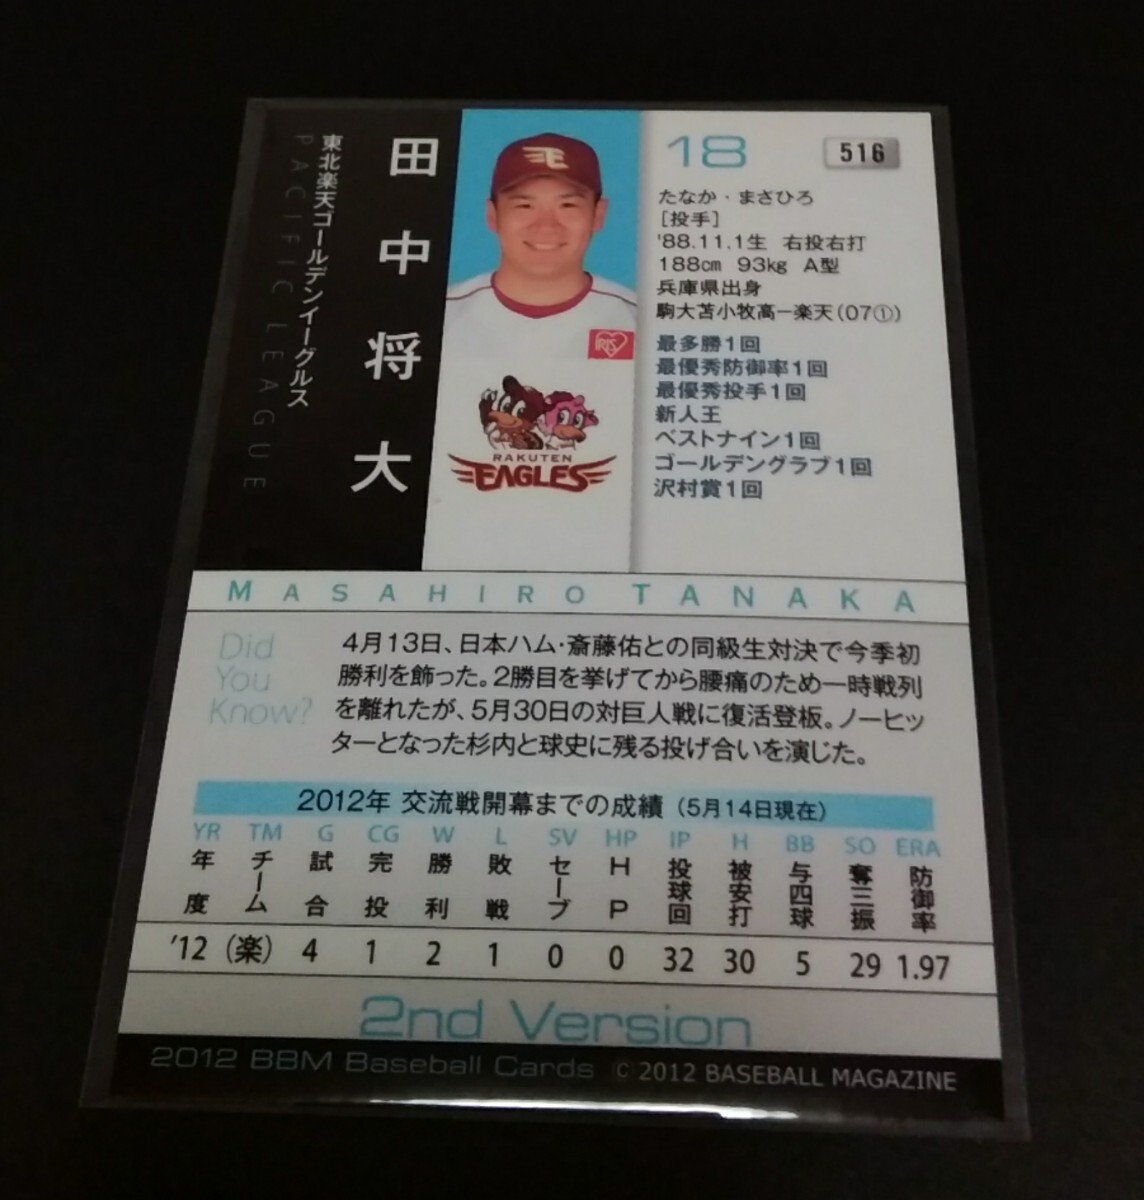 田中将大
東北楽天ゴールデンイーグルス
PACIFIC LEAGUE
E
IRIS
RAKUTEN
EAGLES
18
516
たなか・まさひろ
[投手]
'88.11.1生 右投右打
188cm 93kg A型
兵庫県出身
駒大苫小牧高ー楽天(07①)
最多勝1回
最優秀防御率1回
最優秀投手1回
新人王
ベストナイン1回
ゴールデングラブ1回
沢村賞1回
MASAHIRO TANAKA
Did
You
Know?
4月13日、日本ハム・斎藤佑との同級生対決で今季初
勝利を飾った。2勝目を挙げてから腰痛のため一時戦列
を離れたが、5月30日の対巨人戦に復活登板。ノーヒッ
ターとなった杉内と球史に残る投げ合いを演じた。
2012年 交流戦開幕までの成績 (5月14日現在)
YR TM G CG W L SV HP IP H BB SO ERA
年度 チーム 試合 完投 勝利 敗戦 セーブ HP 投球回 被安打 与四球 奪三振 防御率
'12 (楽) 4 1 2 1 0 0 32 30 5 29 1.97
2nd Version
2012 BBM Baseball Cards © 2012 BASEBALL MAGAZINE